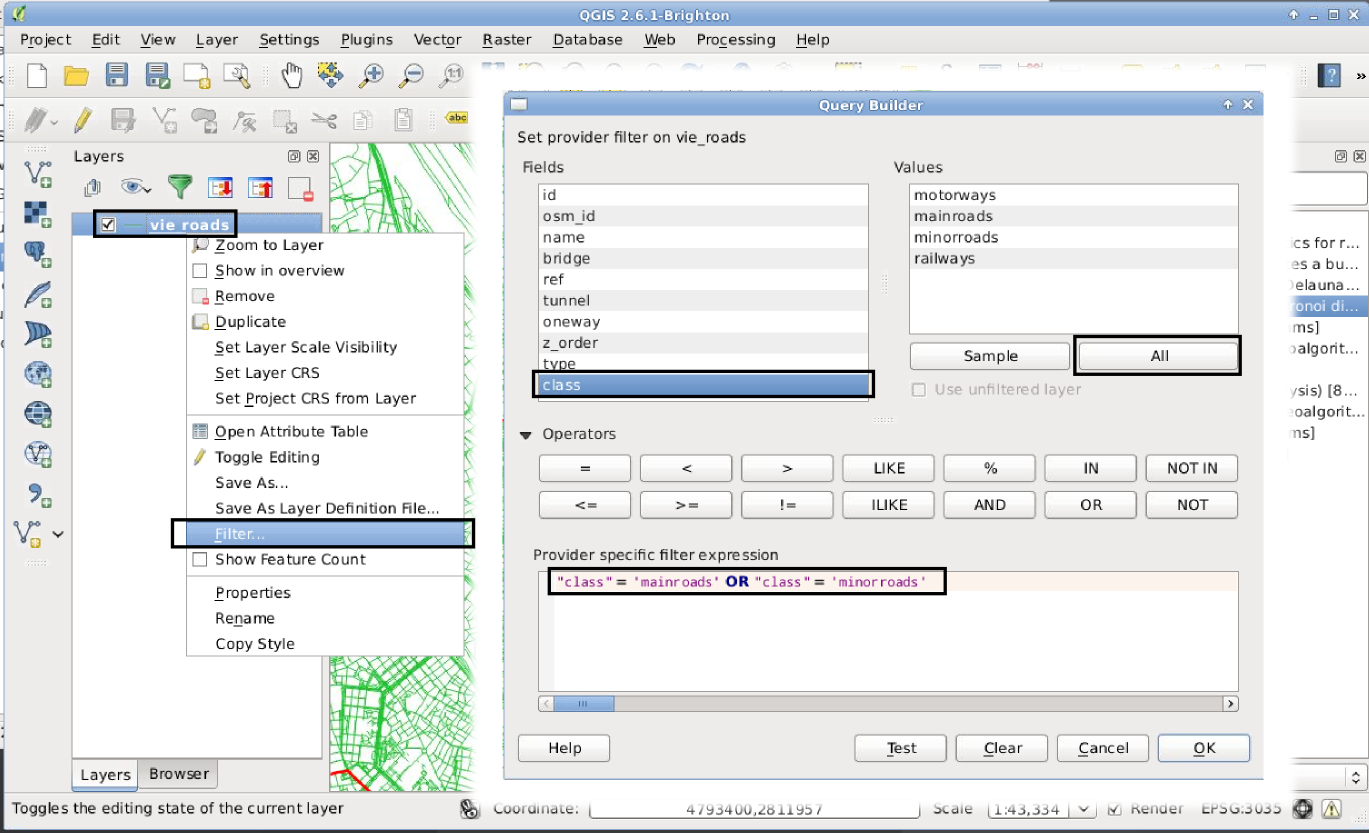 QGIS 2.6.1-Brighton
Project Edit View Layer Settings Plugins Vector Raster Database Web Processing Help
abc
Layers
vie_roads
Zoom to Layer
Show in overview
Remove
Duplicate
Set Layer Scale Visibility
Set Layer CRS
Set Project CRS from Layer
Open Attribute Table
Toggle Editing
Save As...
Save As Layer Definition File...
Filter...
Show Feature Count
Properties
Rename
Copy Style
Layers Browser
Query Builder
Set provider filter on vie_roads
Fields
id
osm_id
name
bridge
ref
tunnel
oneway
z_order
type
class
Values
motorways
mainroads
minorroads
railways
Sample All
Use unfiltered layer
Operators
= < > LIKE % IN NOT IN
<= >= != ILIKE AND OR NOT
Provider specific filter expression
"class" = 'mainroads' OR "class" = 'minorroads'
Help Test Clear Cancel OK
ics for r...
es a bu...
Delauna...
onoi di...
ms]
oalgorit...
ysis) [8...
eoalgorit...
ms]
Toggles the editing state of the current layer Coordinate: 4793400,2811957 Scale 1:43,334 Render EPSG:3035